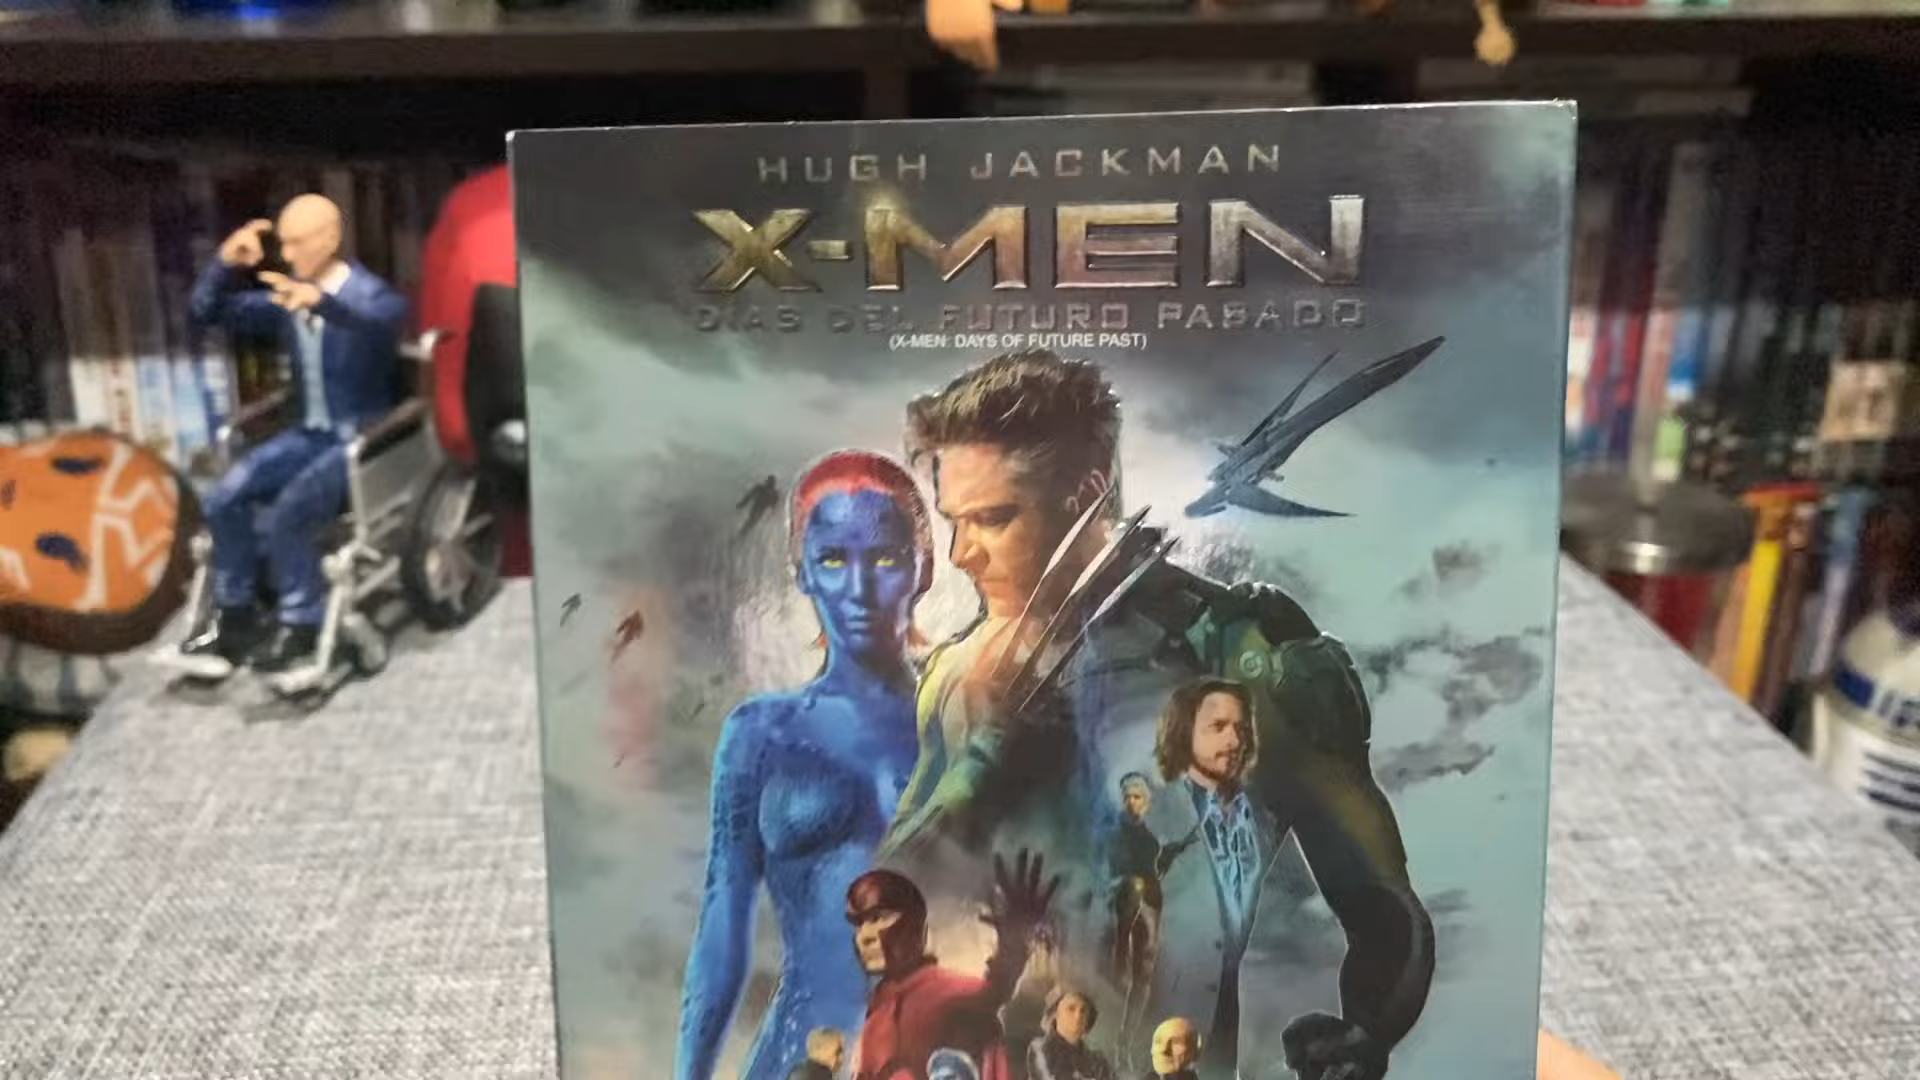 HUGH JACKMAN
X-MEN
DIAS DEL FUTURO PASADO
(X-MEN: DAYS OF FUTURE PAST)